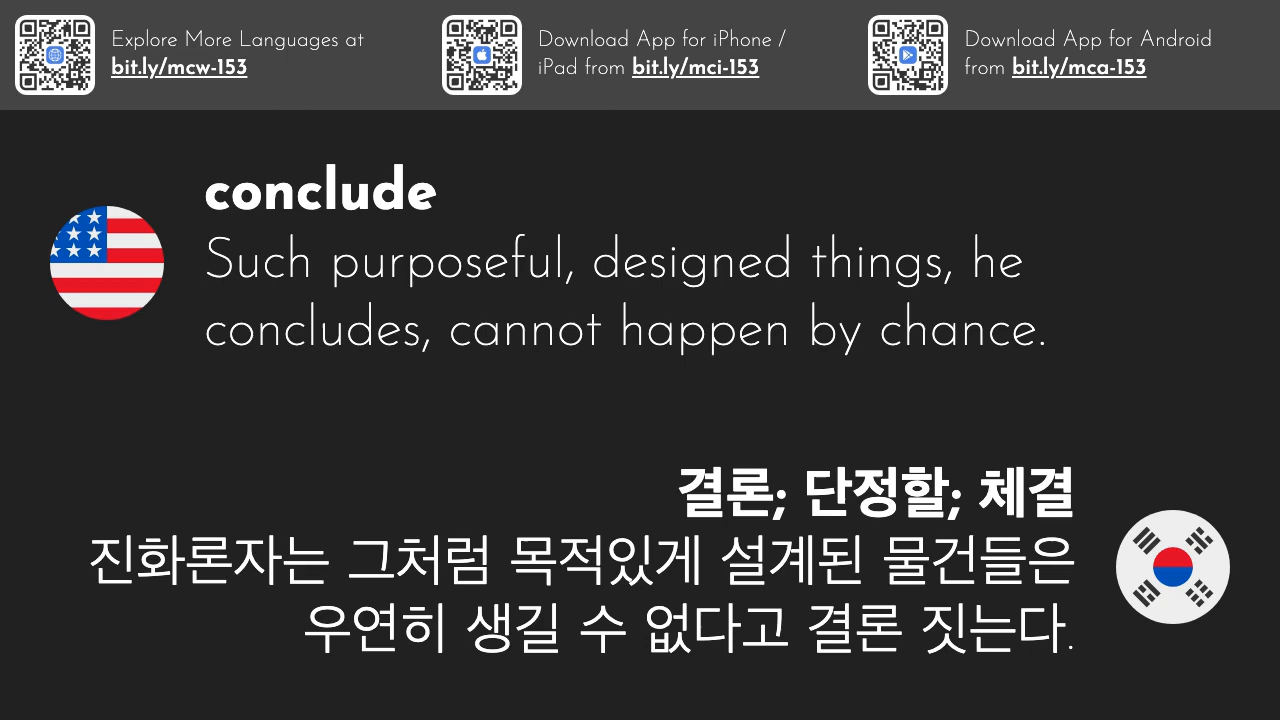 Explore More Languages at
bit.ly/mcw-153
Download App for iPhone /
iPad from bit.ly/mci-153
Download App for Android
from bit.ly/mca-153
conclude
Such purposeful, designed things, he
concludes, cannot happen by chance.
결론; 단정할; 체결
진화론자는 그처럼 목적있게 설계된 물건들은
우연히 생길 수 없다고 결론 짓는다.